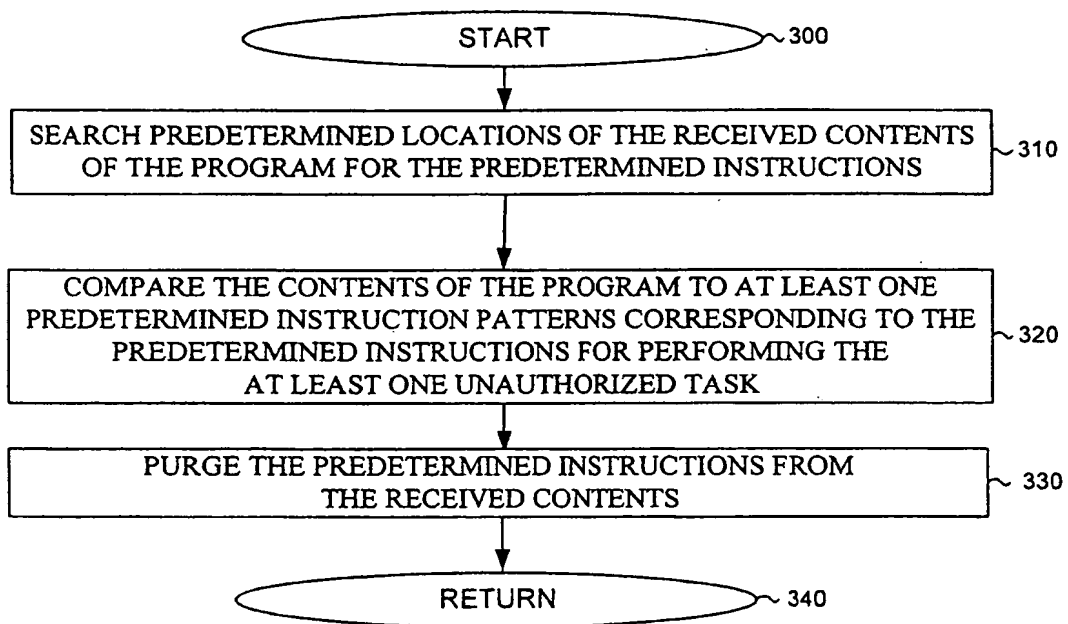 START
300
SEARCH PREDETERMINED LOCATIONS OF THE RECEIVED CONTENTS
OF THE PROGRAM FOR THE PREDETERMINED INSTRUCTIONS
310
COMPARE THE CONTENTS OF THE PROGRAM TO AT LEAST ONE
PREDETERMINED INSTRUCTION PATTERNS CORRESPONDING TO THE
PREDETERMINED INSTRUCTIONS FOR PERFORMING THE
AT LEAST ONE UNAUTHORIZED TASK
320
PURGE THE PREDETERMINED INSTRUCTIONS FROM
THE RECEIVED CONTENTS
330
RETURN
340